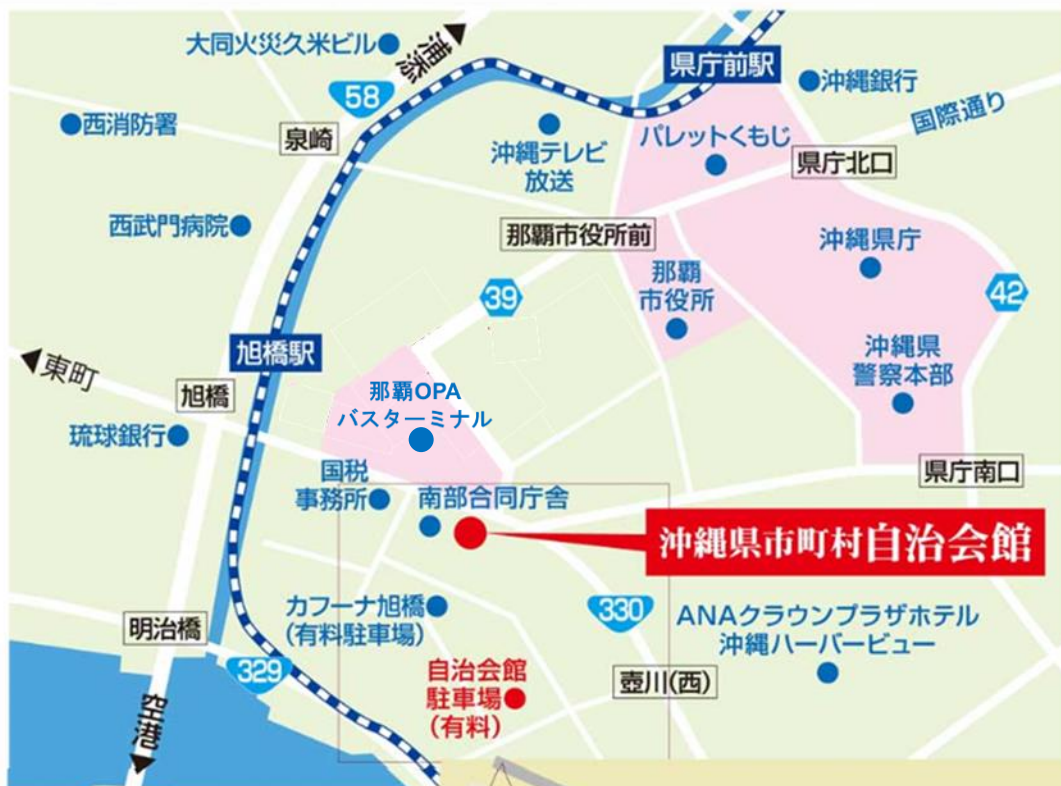 大同火災久米ビル
浦添
県庁前駅
沖縄銀行
58
国際通り
西消防署
泉崎
沖縄テレビ
放送
パレットくもじ
県庁北口
西武門病院
那覇市役所前
沖縄県庁
那覇
市役所
39
42
旭橋駅
沖縄県
警察本部
東町
旭橋
那覇OPA
バスターミナル
琉球銀行
国税
事務所
南部合同庁舎
県庁南口
沖縄県市町村自治会館
カフーナ旭橋
(有料駐車場)
330
ANAクラウンプラザホテル
沖縄ハーバービュー
明治橋
329
自治会館
駐車場
(有料)
壺川(西)
空港